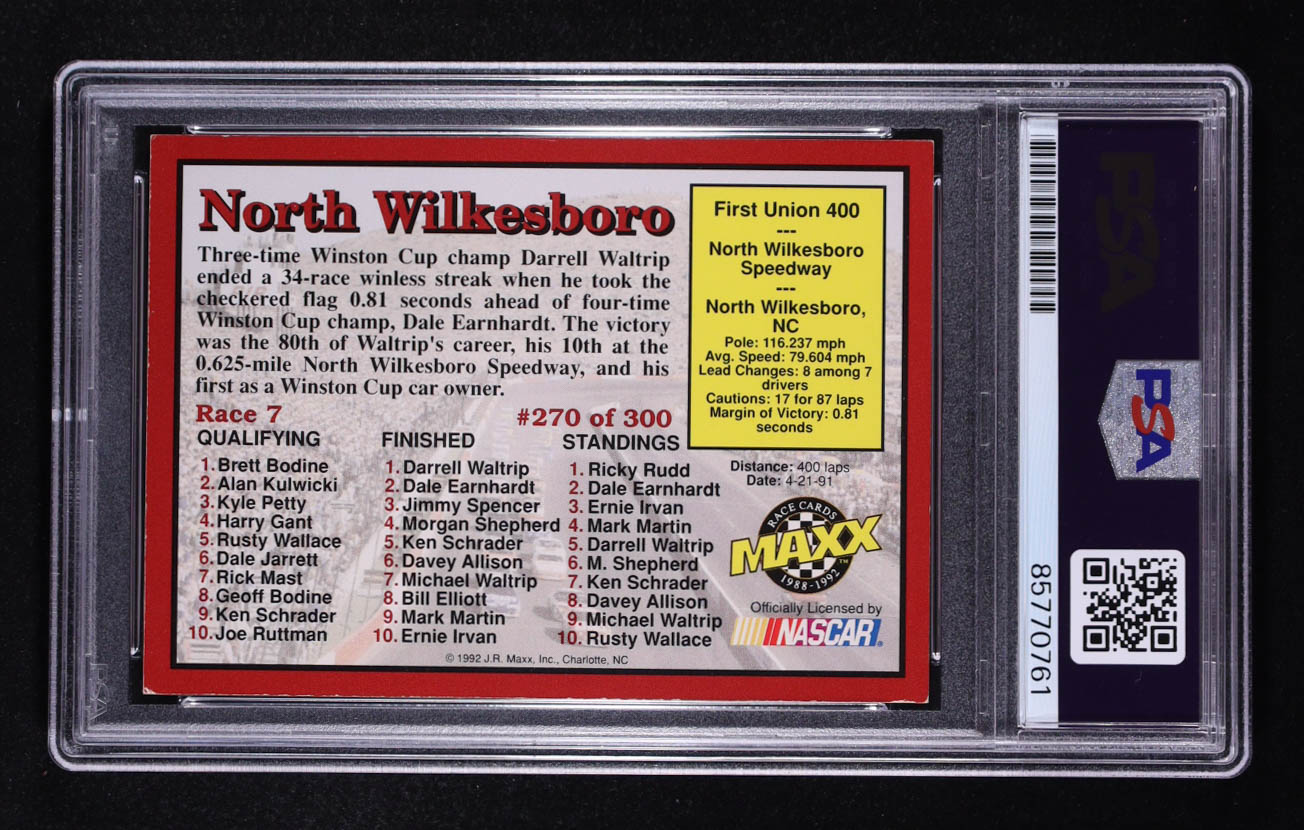 North Wilkesboro
Three-time Winston Cup champ Darrell Waltrip
ended a 34-race winless streak when he took the
checkered flag 0.81 seconds ahead of four-time
Winston Cup champ, Dale Earnhardt. The victory
was the 80th of Waltrip's career, his 10th at the
0.625-mile North Wilkesboro Speedway, and his
first as a Winston Cup car owner.
Race 7
#270 of 300
First Union 400
---
North Wilkesboro
Speedway
---
North Wilkesboro,
NC
Pole: 116.237 mph
Avg. Speed: 79.604 mph
Lead Changes: 8 among 7
drivers
Cautions: 17 for 87 laps
Margin of Victory: 0.81
seconds
QUALIFYING
1. Brett Bodine
2. Alan Kulwicki
3. Kyle Petty
4. Harry Gant
5. Rusty Wallace
6. Dale Jarrett
7. Rick Mast
8. Geoff Bodine
9. Ken Schrader
10. Joe Ruttman
FINISHED
1. Darrell Waltrip
2. Dale Earnhardt
3. Jimmy Spencer
4. Morgan Shepherd
5. Ken Schrader
6. Davey Allison
7. Michael Waltrip
8. Bill Elliott
9. Mark Martin
10. Ernie Irvan
STANDINGS
1. Ricky Rudd
2. Dale Earnhardt
3. Ernie Irvan
4. Mark Martin
5. Darrell Waltrip
6. M. Shepherd
7. Ken Schrader
8. Davey Allison
9. Michael Waltrip
10. Rusty Wallace
Distance: 400 laps
Date: 4-21-91
RACE CARDS
MAXX™
1988-1992
Officially Licensed by
NASCAR®
© 1992 J.R. Maxx, Inc., Charlotte, NC
PSA
PSA
85770761